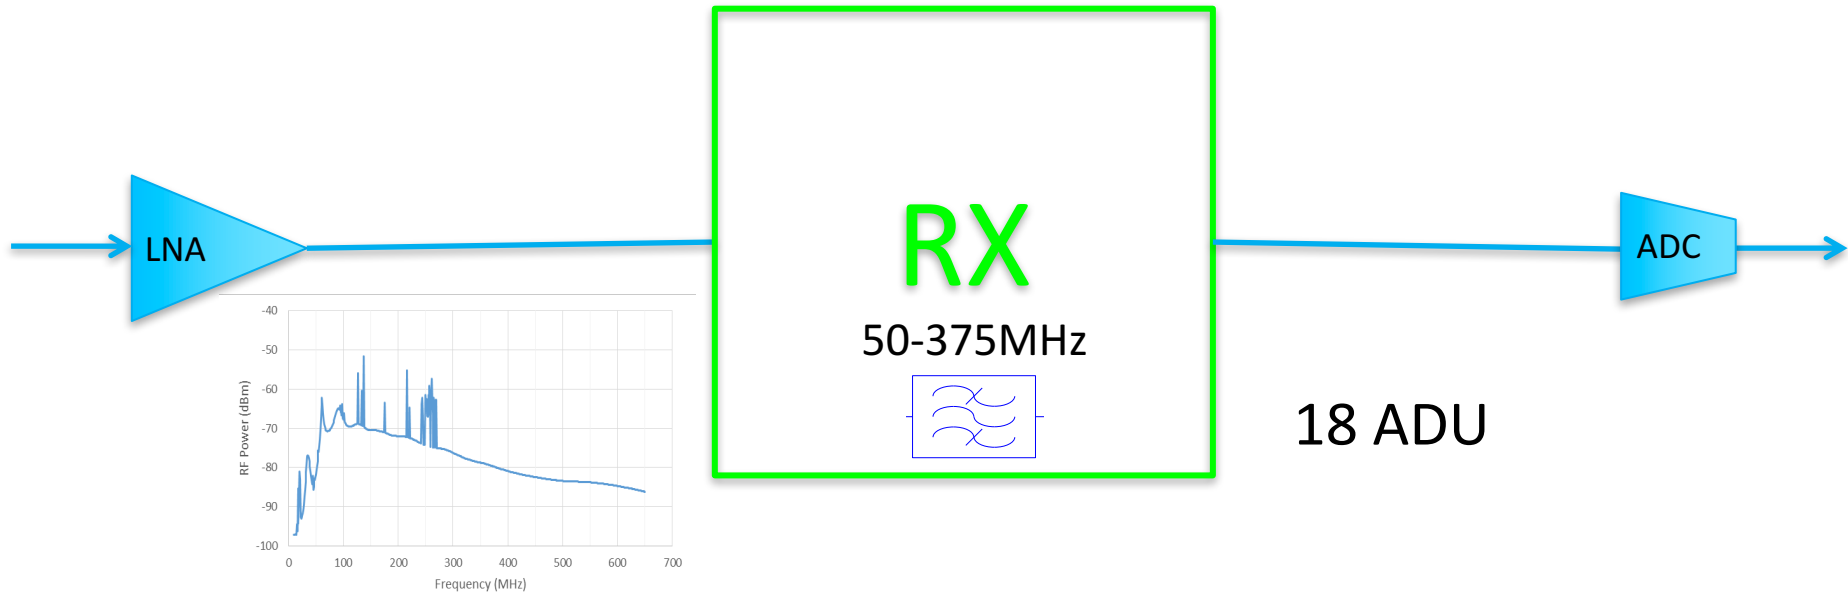 LNA
RX
50-375MHz
ADC
18 ADU
-40
-50
-60
-70
-80
-90
-100
RF Power (dBm)
0 100 200 300 400 500 600 700
Frequency (MHz)